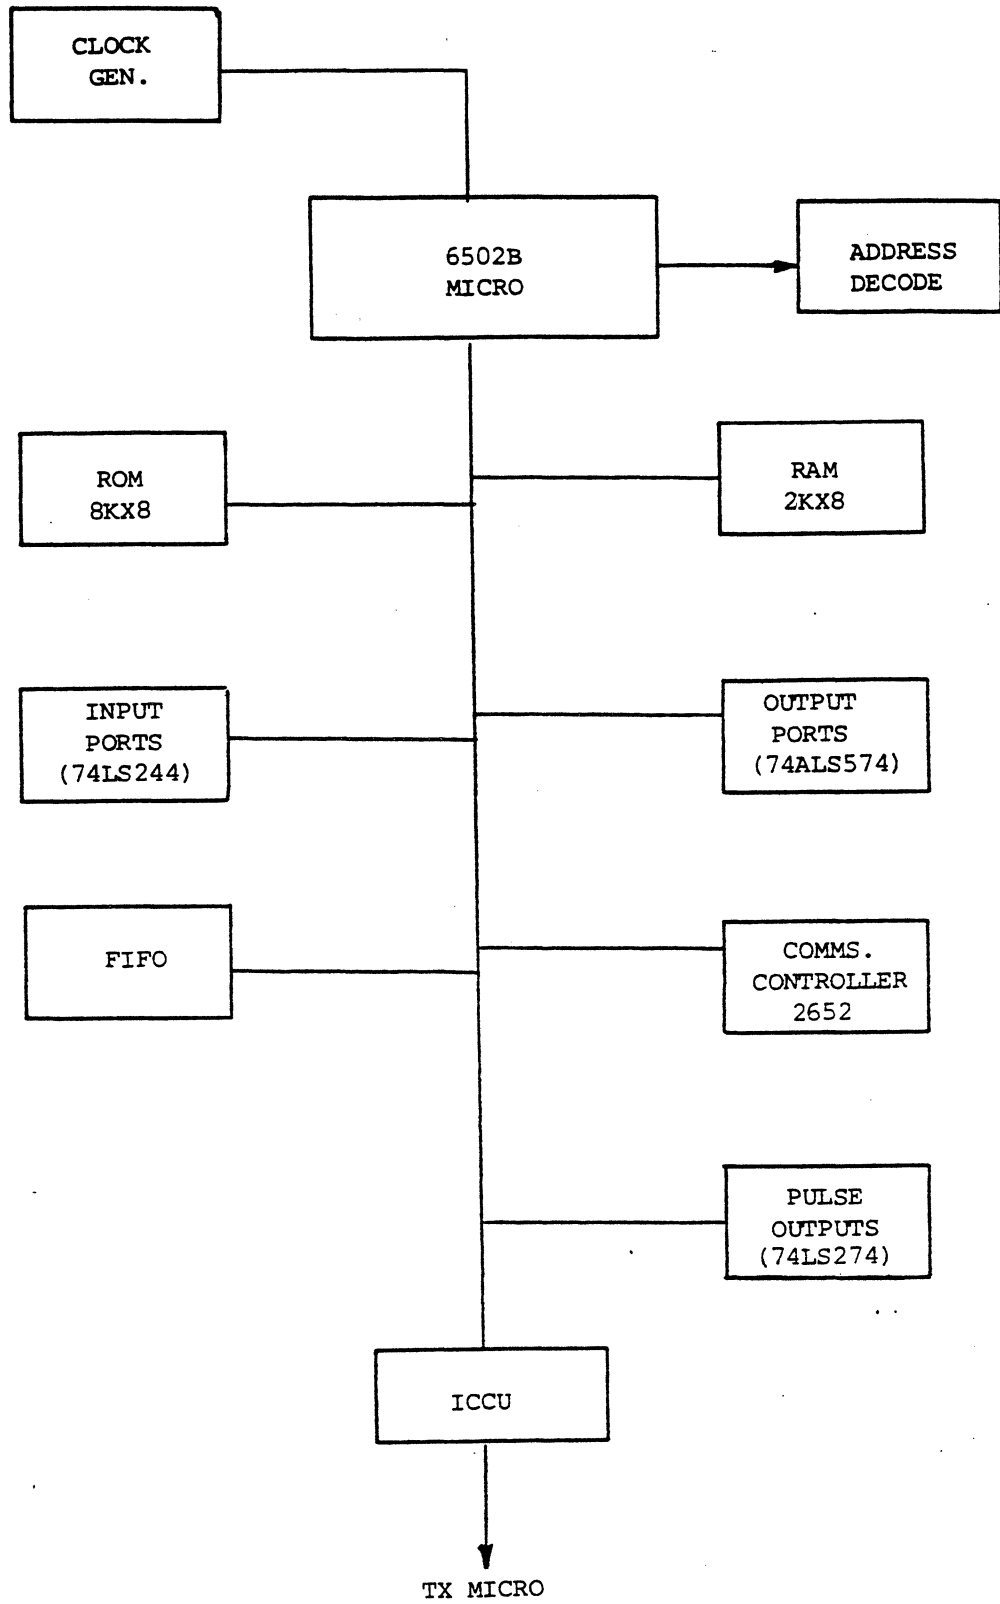 CLOCK
GEN.
6502B
MICRO
ADDRESS
DECODE
ROM
8KX8
RAM
2KX8
INPUT
PORTS
(74LS244)
OUTPUT
PORTS
(74ALS574)
FIFO
COMMS.
CONTROLLER
2652
PULSE
OUTPUTS
(74LS274)
ICCU
TX MICRO